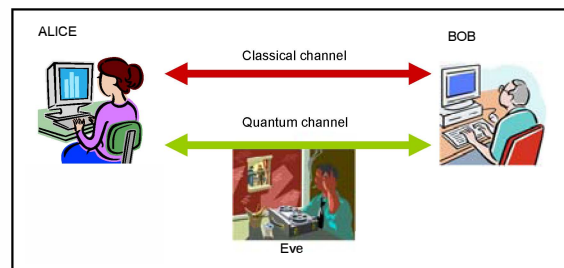 ALICE
BOB
Classical channel
Quantum channel
Eve